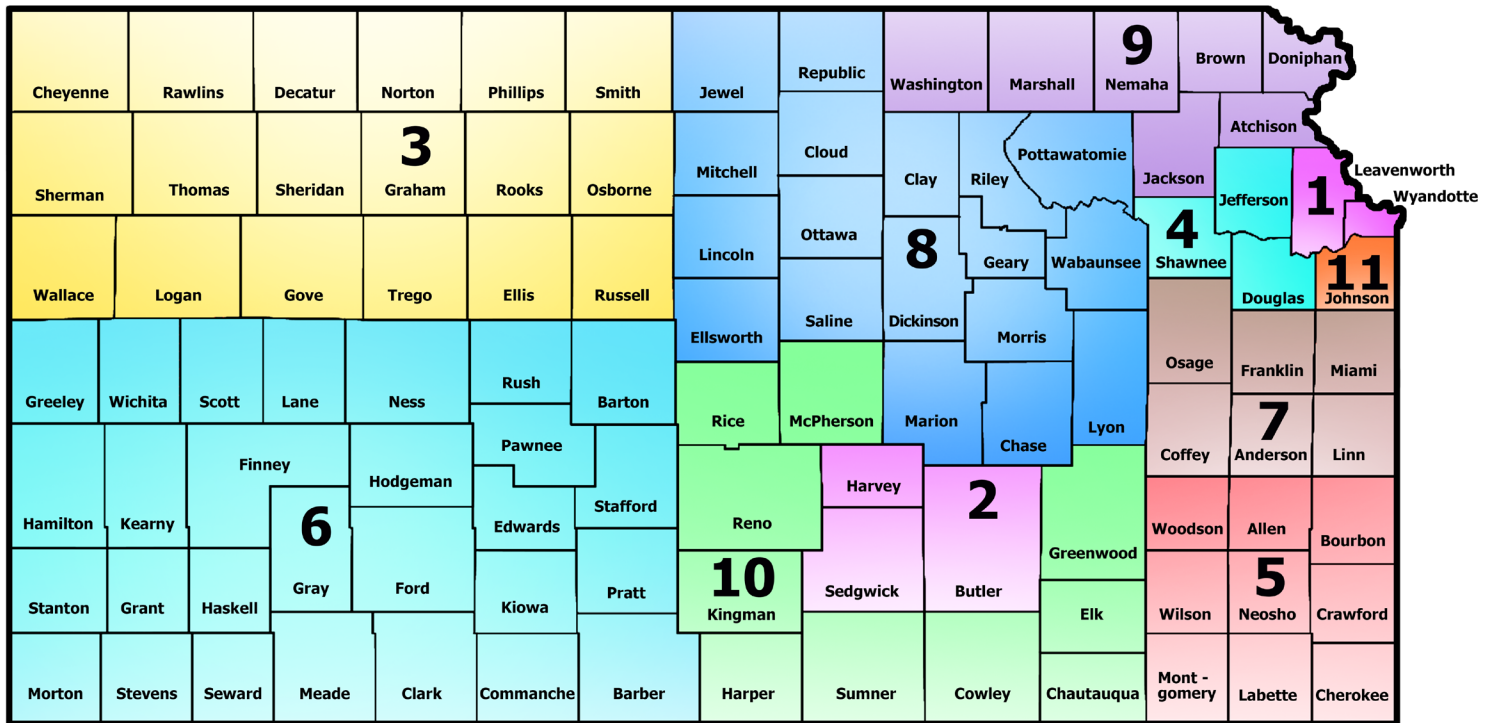 Cheyenne
Rawlins
Decatur
Norton
Phillips
Smith
Jewel
Republic
Washington
Marshall
9
Nemaha
Brown
Doniphan
Sherman
Thomas
Sheridan
3
Graham
Rooks
Osborne
Mitchell
Cloud
Clay
Riley
Pottawatomie
Jackson
Atchison
Jefferson
1
Leavenworth
Wyandotte
Wallace
Logan
Gove
Trego
Ellis
Russell
Lincoln
Ottawa
8
Dickinson
Geary
Wabaunsee
4
Shawnee
Douglas
11
Johnson
Ellsworth
Saline
Morris
Osage
Franklin
Miami
Greeley
Wichita
Scott
Lane
Ness
Rush
Barton
Rice
McPherson
Marion
Chase
Lyon
Coffey
7
Anderson
Linn
Hamilton
Kearny
Finney
Hodgeman
Pawnee
Edwards
Stafford
Reno
Harvey
2
Butler
Greenwood
Woodson
Allen
Bourbon
Stanton
Grant
Haskell
6
Gray
Ford
Kiowa
Pratt
10
Kingman
Sedgwick
Elk
Wilson
5
Neosho
Crawford
Morton
Stevens
Seward
Meade
Clark
Commanche
Barber
Harper
Sumner
Cowley
Chautauqua
Mont -
gomery
Labette
Cherokee